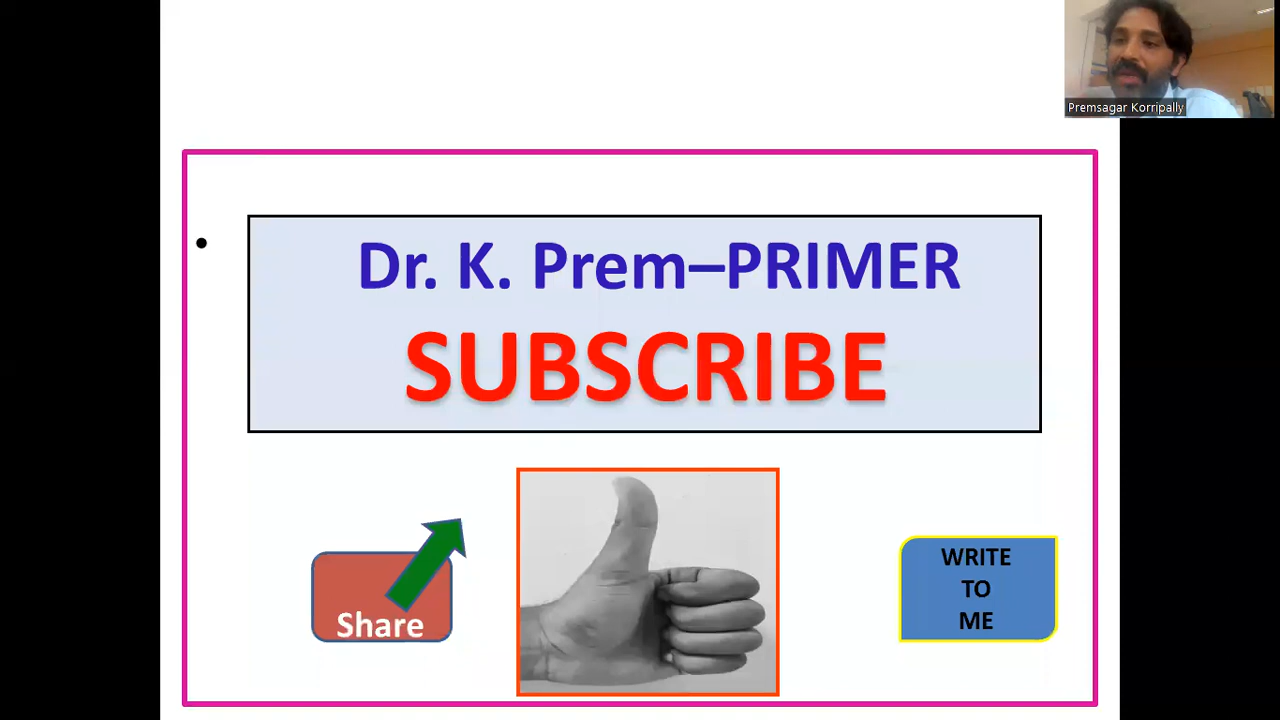 Premsagar Korripally
Dr. K. Prem–PRIMER
SUBSCRIBE
Share
WRITE
TO
ME